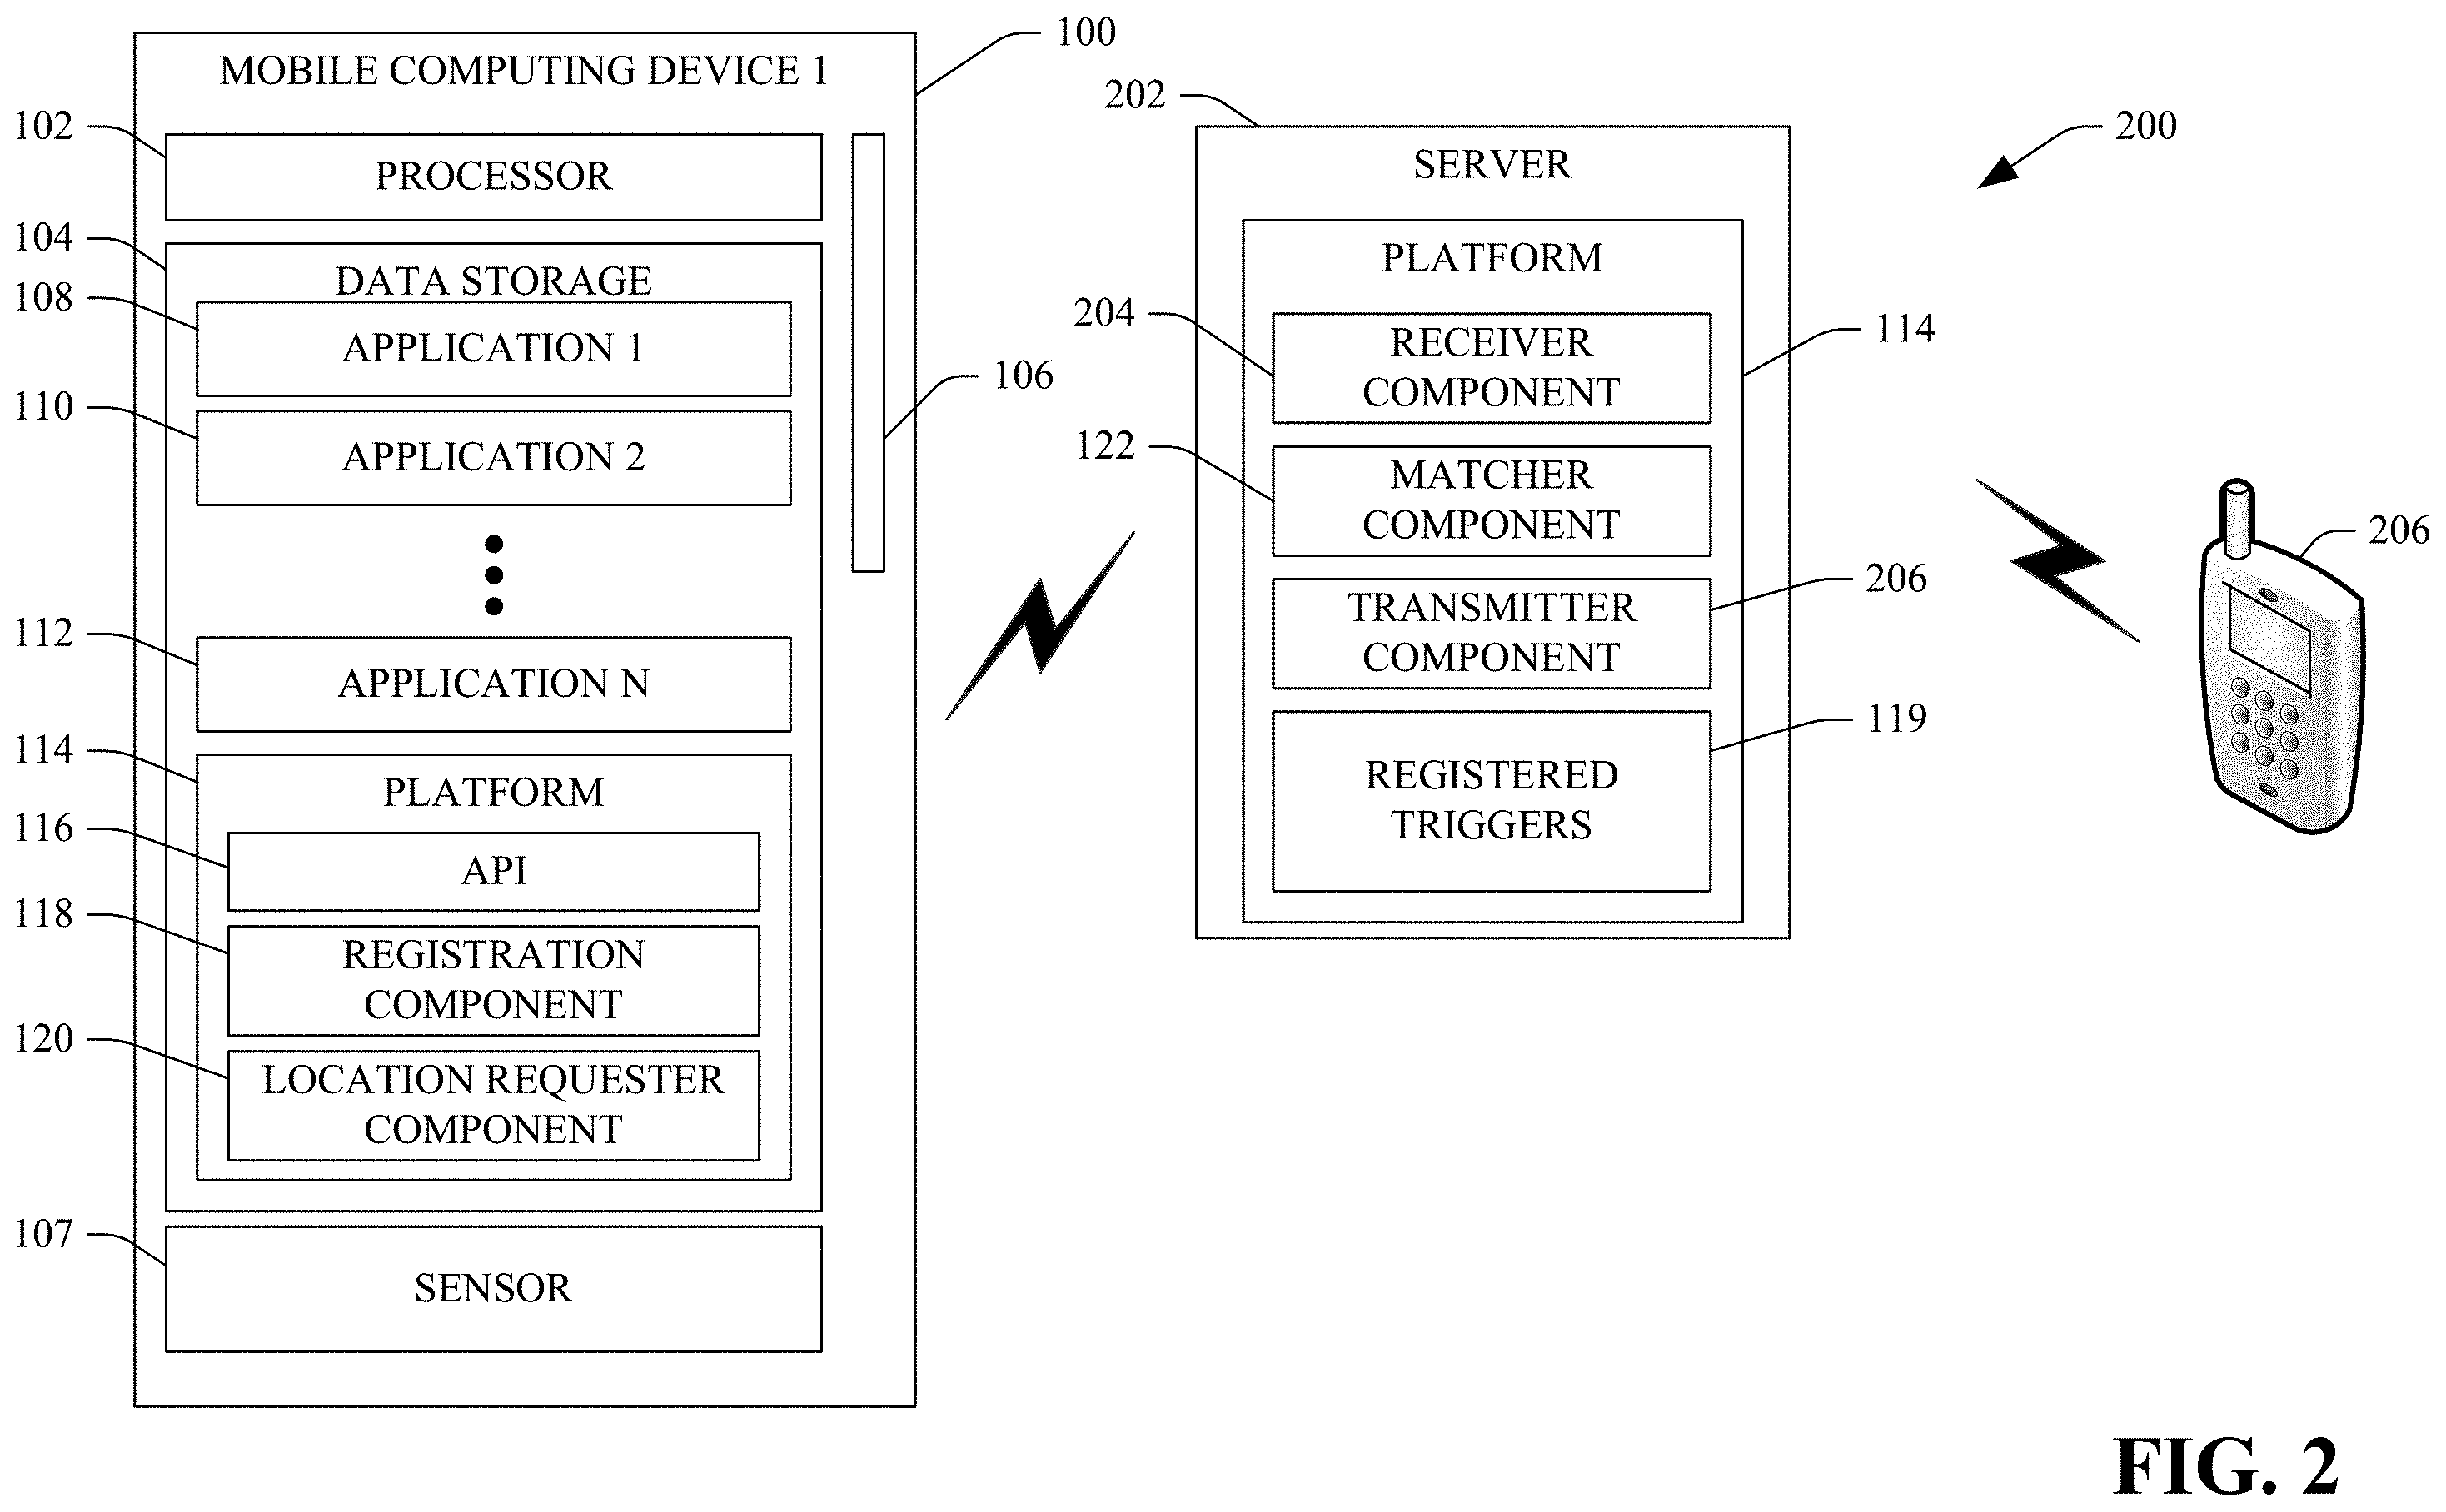 MOBILE COMPUTING DEVICE 1
100
102
PROCESSOR
104
DATA STORAGE
108
APPLICATION 1
106
110
APPLICATION 2
112
APPLICATION N
114
PLATFORM
116
API
118
REGISTRATION
COMPONENT
120
LOCATION REQUESTER
COMPONENT
107
SENSOR
202
SERVER
200
PLATFORM
204
RECEIVER
COMPONENT
114
122
MATCHER
COMPONENT
TRANSMITTER
COMPONENT
206
REGISTERED
TRIGGERS
119
206
FIG. 2